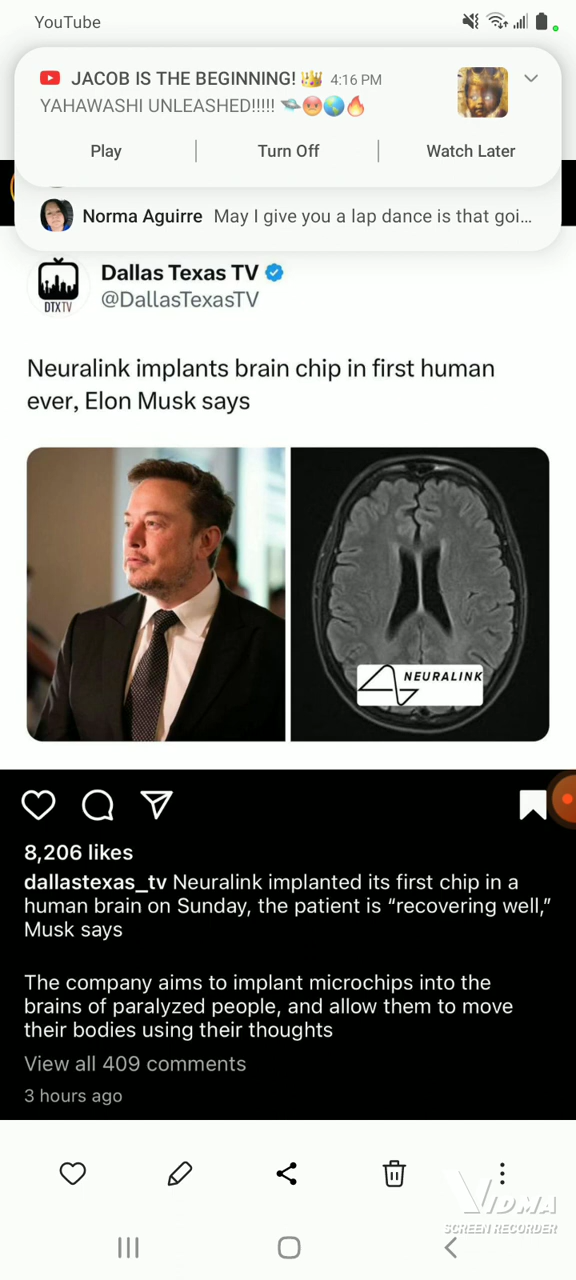 YouTube
JACOB IS THE BEGINNING! 👑 4:16 PM
YAHAWASHI UNLEASHED!!!!! 🛸😡🌎🔥
Play | Turn Off | Watch Later
Norma Aguirre May I give you a lap dance is that goi...
Dallas Texas TV
@DallasTexasTV
DTXTV
Neuralink implants brain chip in first human
ever, Elon Musk says
NEURALINK
8,206 likes
dallastexas_tv Neuralink implanted its first chip in a
human brain on Sunday, the patient is “recovering well,”
Musk says
The company aims to implant microchips into the
brains of paralyzed people, and allow them to move
their bodies using their thoughts
View all 409 comments
3 hours ago
VIDMA
SCREEN RECORDER